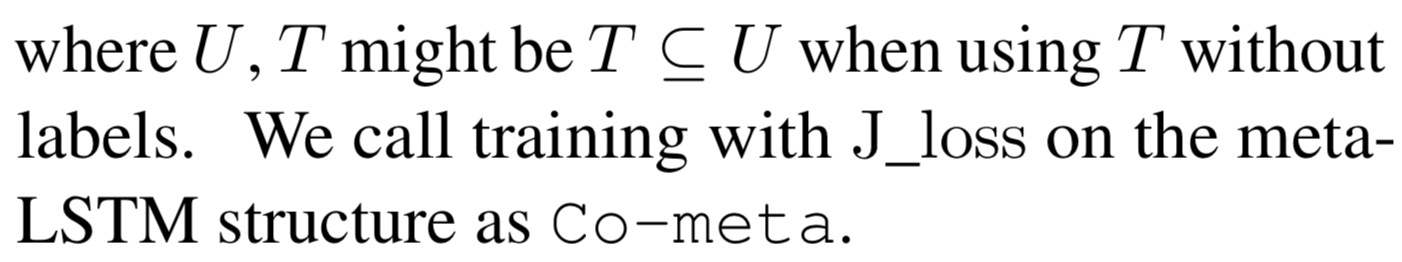 where U, T might be T ⊆ U when using T without
labels. We call training with J_loss on the meta-
LSTM structure as Co-meta.